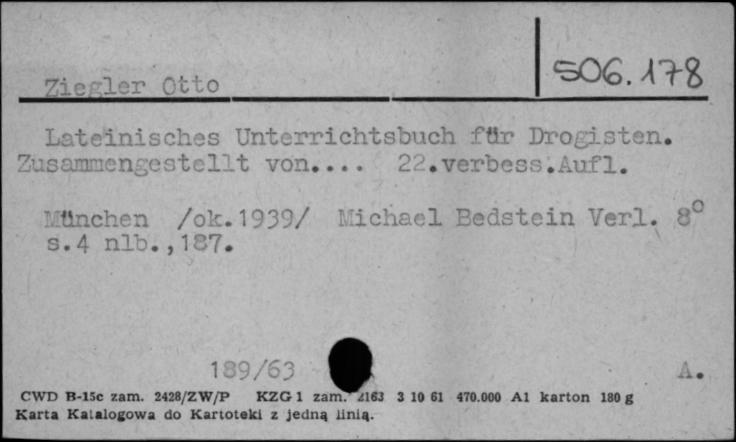 506.178
Ziegler Otto
Lateinisches Unterrichtsbuch für Drogisten.
Zusammengestellt von.... 22.verbess.Aufl.
München /ok.1939/ Michael Bedstein Verl. 8°
s.4 nlb.,187.
189/63 A.
CWD B-15c zam. 2428/ZW/P KZG 1 zam. 2163 3 10 61 470.000 A1 karton 180 g
Karta Katalogowa do Kartoteki z jedną linią.